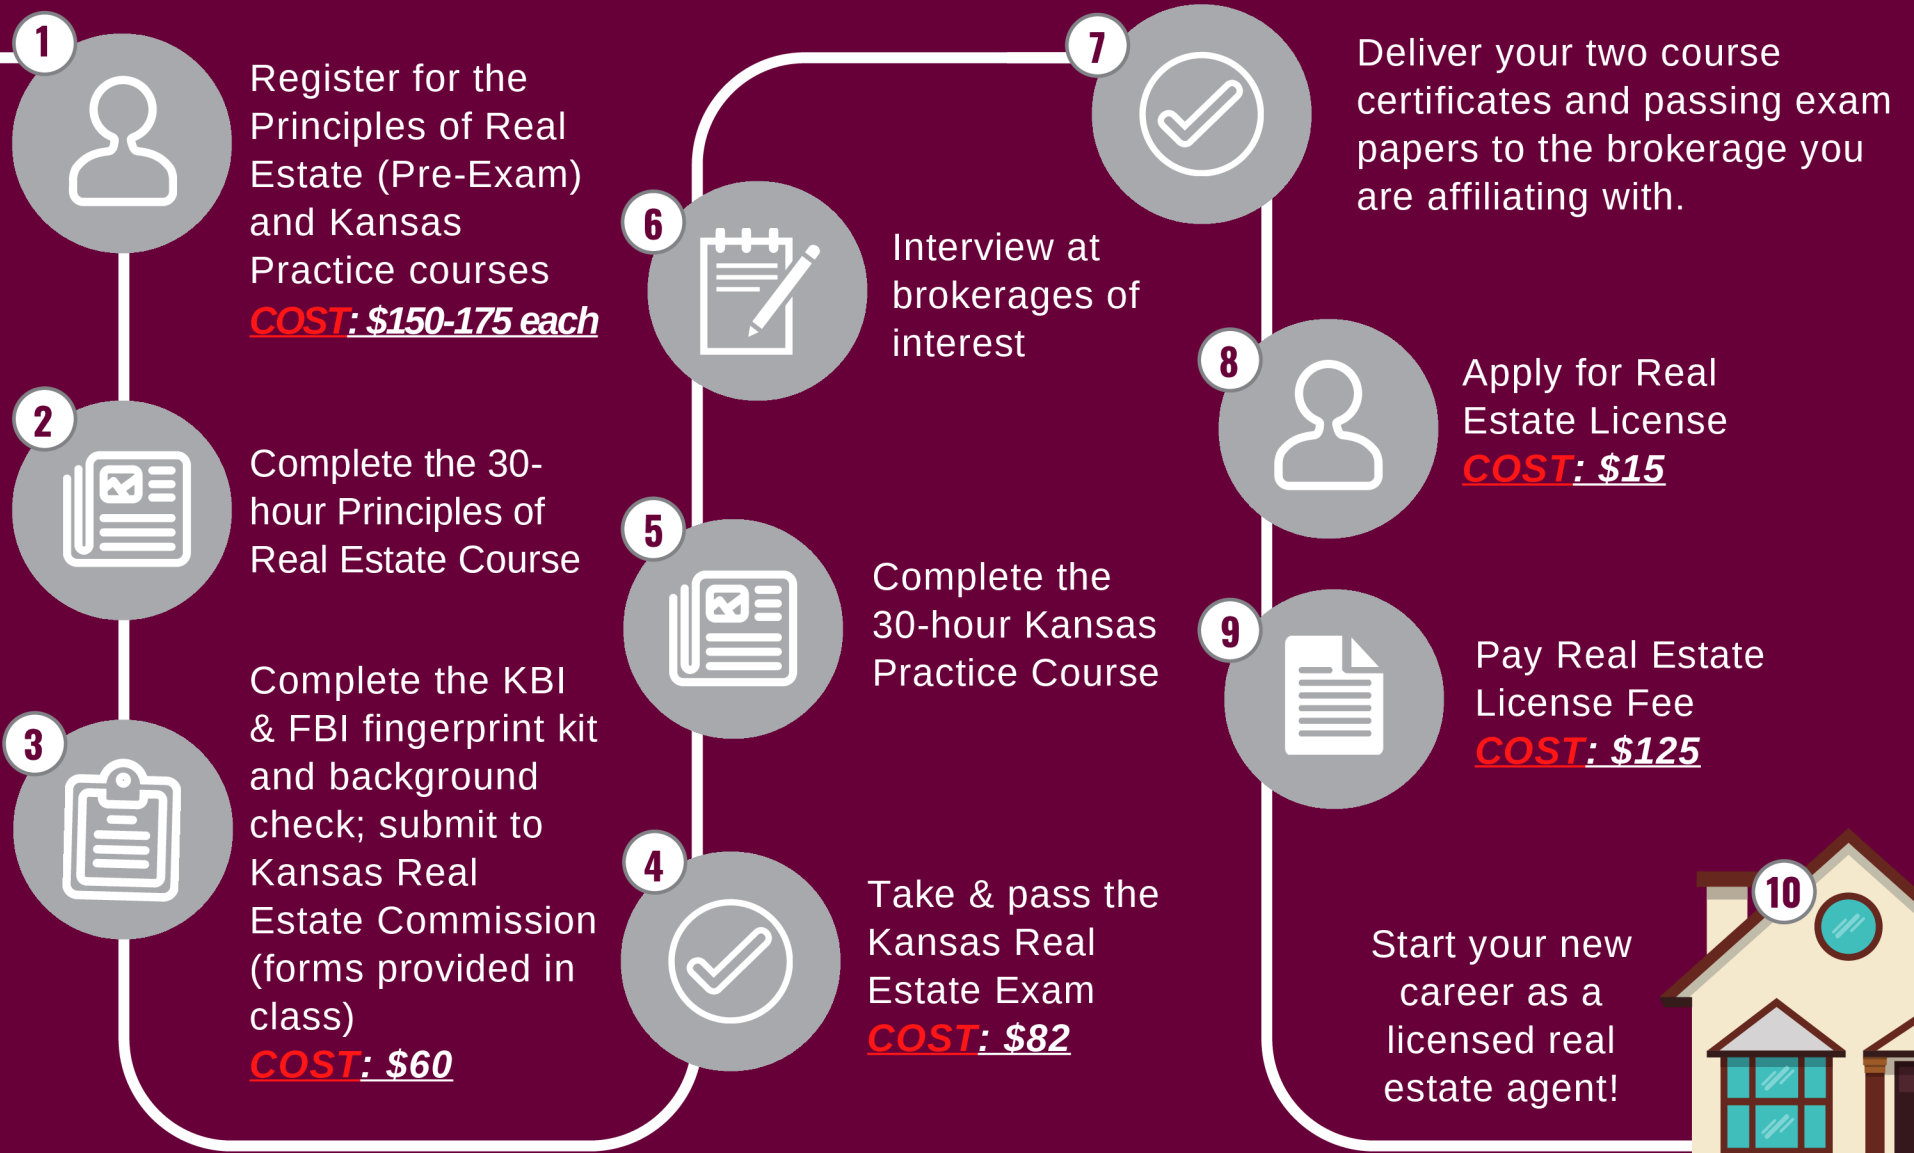 1
Register for the
Principles of Real
Estate (Pre-Exam)
and Kansas
Practice courses
COST: $150-175 each
2
Complete the 30-
hour Principles of
Real Estate Course
3
Complete the KBI
& FBI fingerprint kit
and background
check; submit to
Kansas Real
Estate Commission
(forms provided in
class)
COST: $60
4
Take & pass the
Kansas Real
Estate Exam
COST: $82
5
Complete the
30-hour Kansas
Practice Course
6
Interview at
brokerages of
interest
7
Deliver your two course
certificates and passing exam
papers to the brokerage you
are affiliating with.
8
Apply for Real
Estate License
COST: $15
9
Pay Real Estate
License Fee
COST: $125
10
Start your new
career as a
licensed real
estate agent!